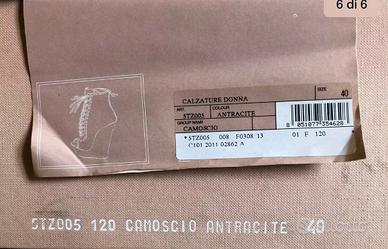 6 di 6
SIZE
CALZATURE DONNA
40
ART.
COLOUR
STZ005
ANTRACITE
GROUP NAME
CAMOSCIO
8 051077 354628
*STZ005 008 F0308 13 01 F 120
C101 2011 02862 A
STZ005 120 CAMOSCIO ANTRACITE 40